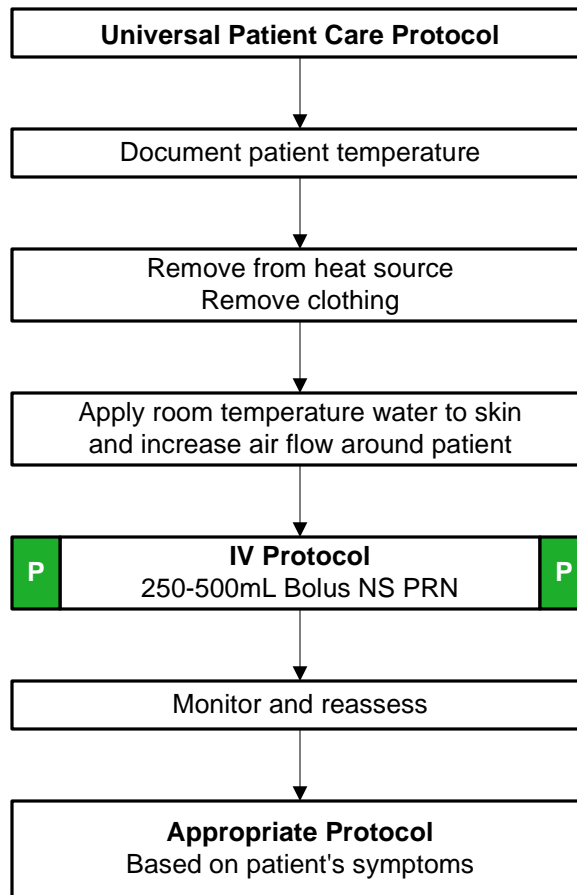 Universal Patient Care Protocol
Document patient temperature
Remove from heat source
Remove clothing
Apply room temperature water to skin
and increase air flow around patient
P
IV Protocol
P
250-500mL Bolus NS PRN
Monitor and reassess
Appropriate Protocol
Based on patient's symptoms